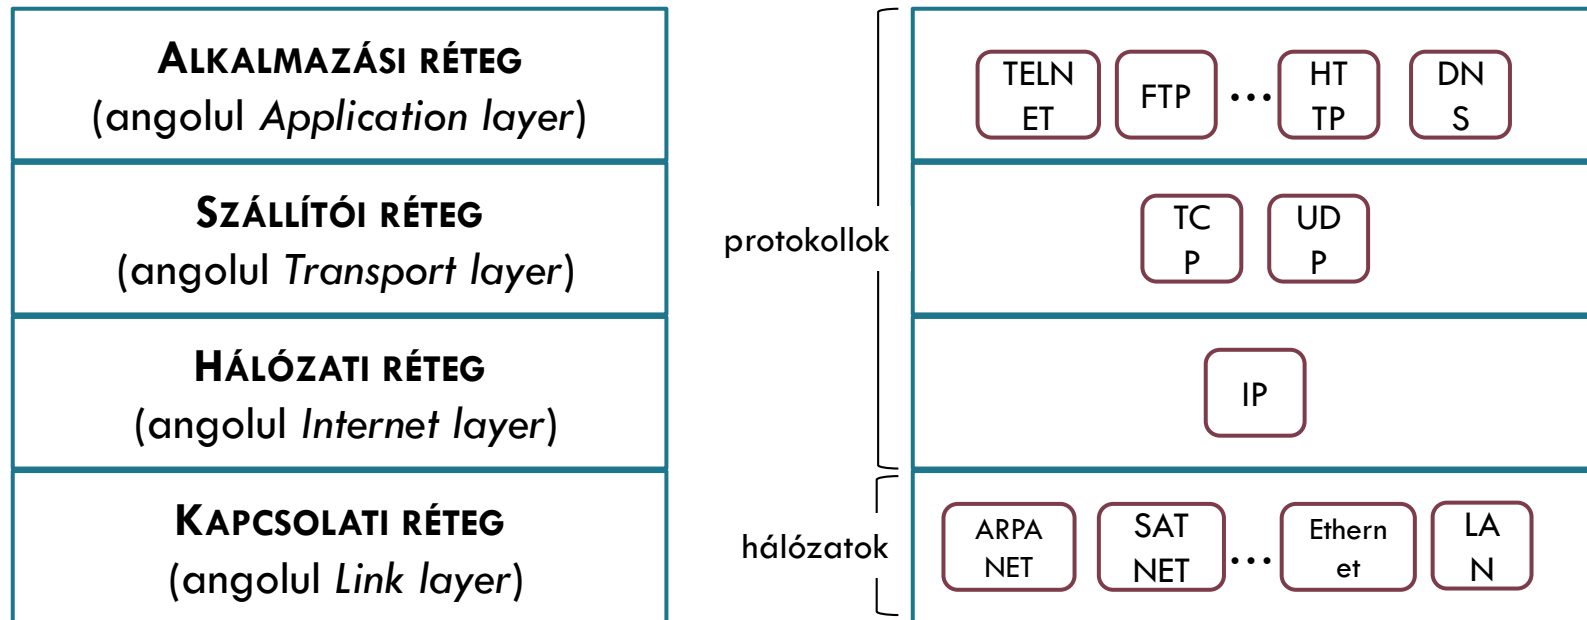 ALKALMAZÁSI RÉTEG
(angolul Application layer)
SZÁLLÍTÓI RÉTEG
(angolul Transport layer)
HÁLÓZATI RÉTEG
(angolul Internet layer)
KAPCSOLATI RÉTEG
(angolul Link layer)
protokollok
hálózatok
TELN
ET
FTP
...
HT
TP
DN
S
TC
P
UD
P
IP
ARPA
NET
SAT
NET
...
Ethern
et
LA
N